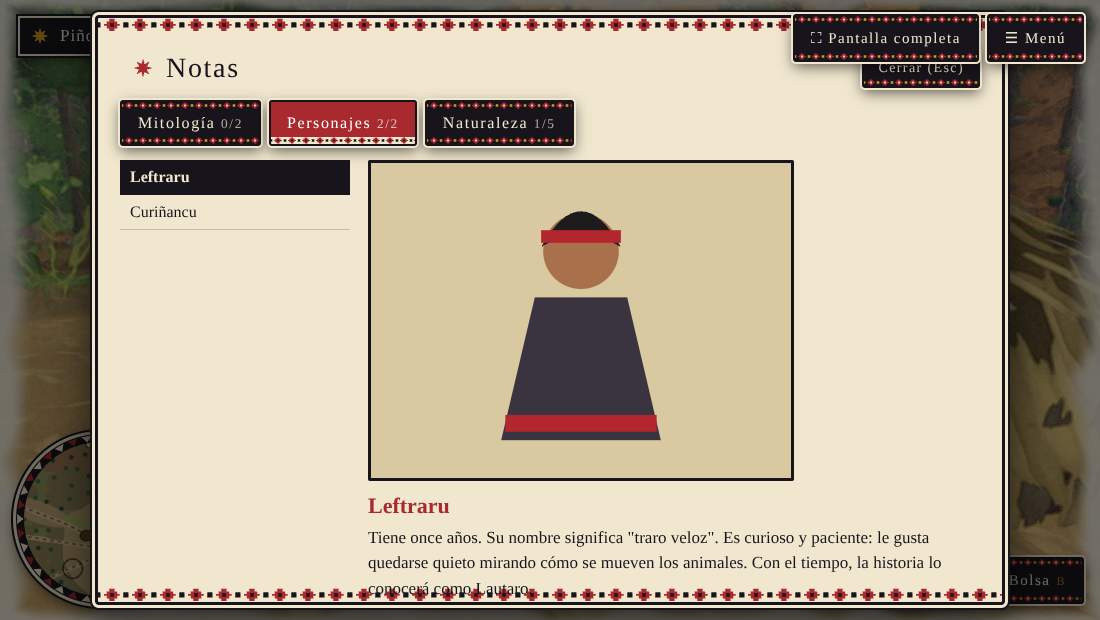 Piño
Pantalla completa
Menú
Cerrar (Esc)
Notas
Mitología 0/2
Personajes 2/2
Naturaleza 1/5
Leftraru
Curiñancu
Leftraru
Tiene once años. Su nombre significa "traro veloz". Es curioso y paciente: le gusta
quedarse quieto mirando cómo se mueven los animales. Con el tiempo, la historia lo
conocerá como Lautaro.
Bolsa B